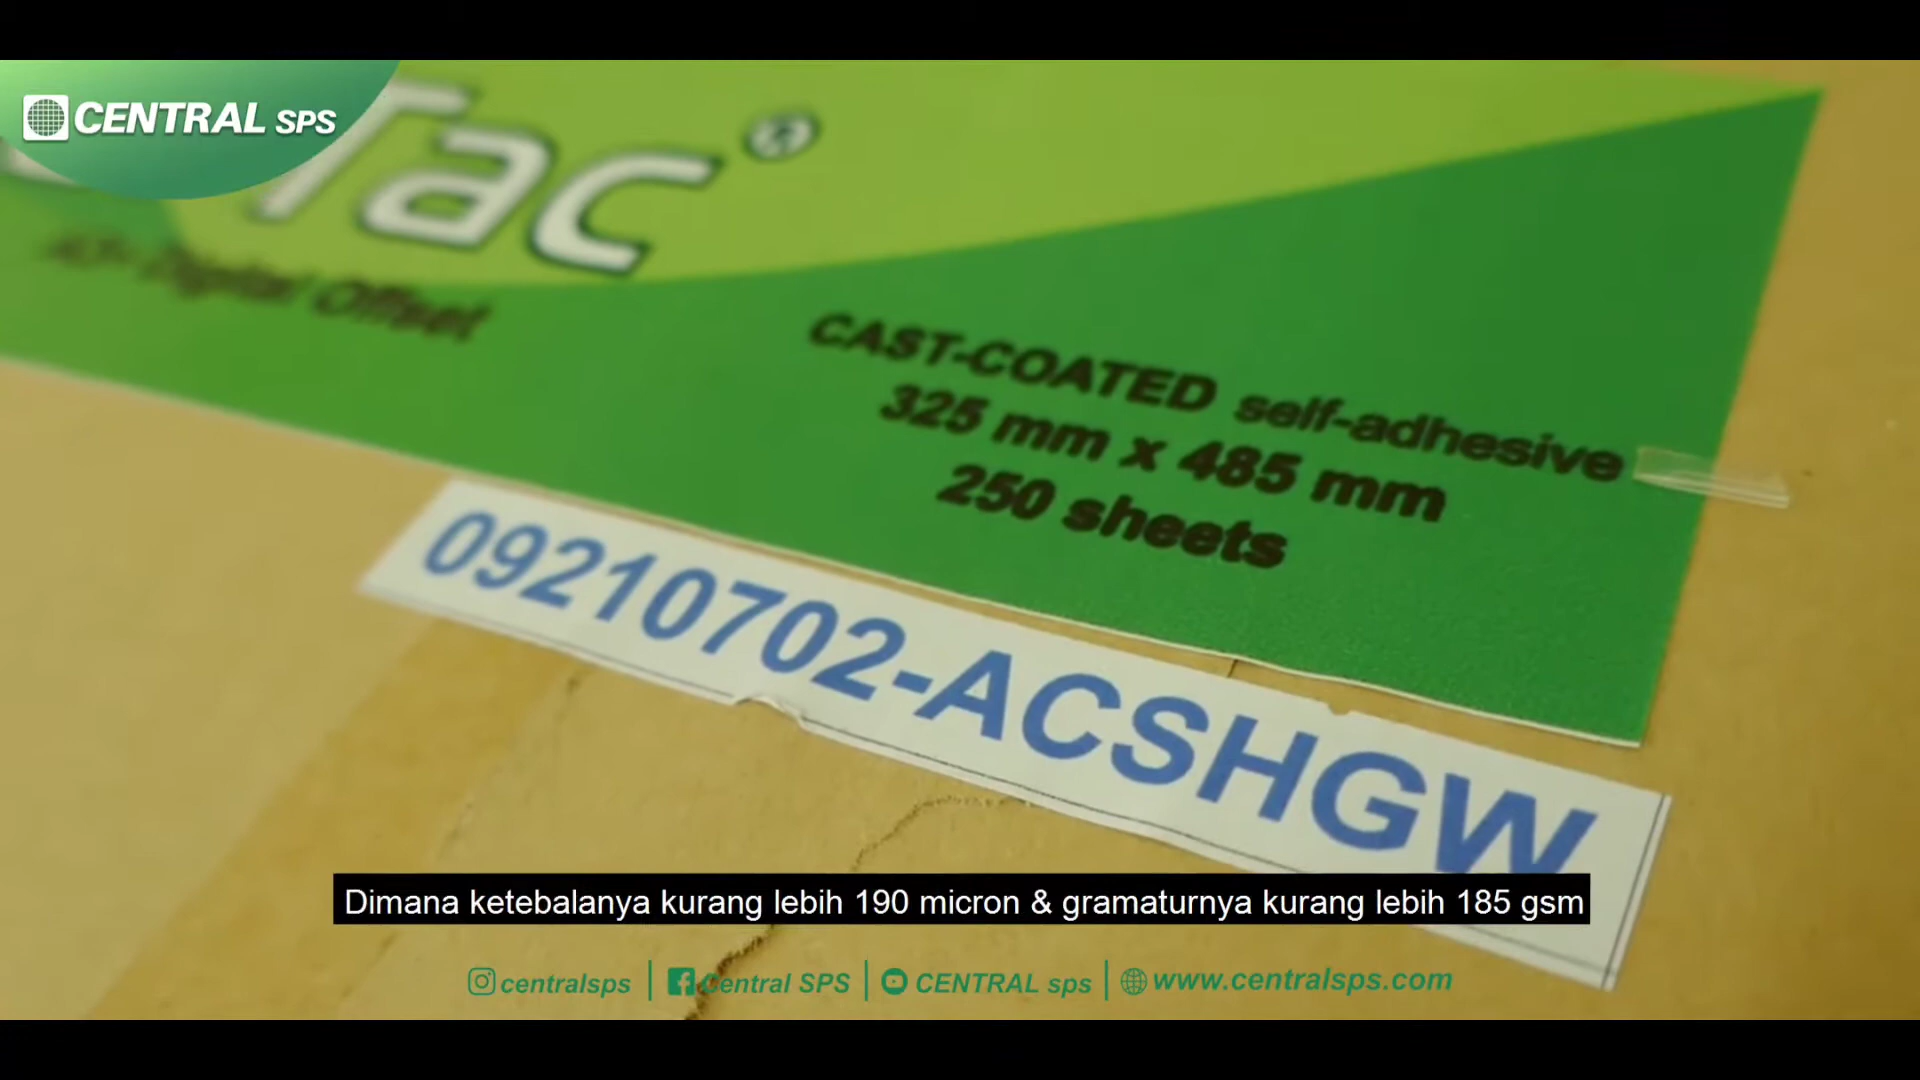 CENTRAL SPS
Tac
A3+ Digital Offset
CAST-COATED self-adhesive
325 mm x 485 mm
250 sheets
09210702-ACSHGW
Dimana ketebalanya kurang lebih 190 micron & gramaturnya kurang lebih 185 gsm
centralsps | Central SPS | CENTRAL sps | www.centralsps.com